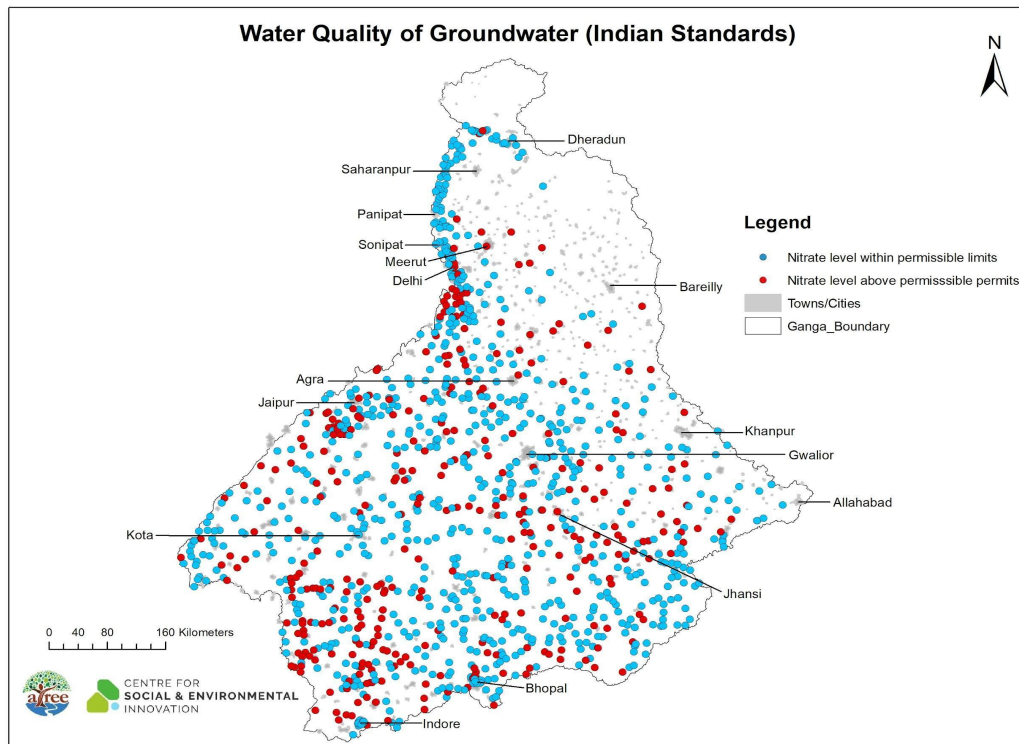 Water Quality of Groundwater (Indian Standards)
N
Dheradun
Saharanpur
Panipat
Sonipat
Meerut
Delhi
Bareilly
Legend
Nitrate level within permissible limits
Nitrate level above permisssible permits
Towns/Cities
Ganga_Boundary
Agra
Jaipur
Khanpur
Gwalior
Allahabad
Kota
Jhansi
0 40 80 160 Kilometers
Bhopal
Indore
atree
CENTRE FOR
SOCIAL & ENVIRONMENTAL
INNOVATION